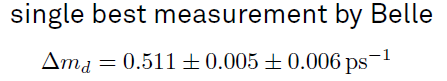 single best measurement by Belle
Δm_d = 0.511 ± 0.005 ± 0.006 ps⁻¹